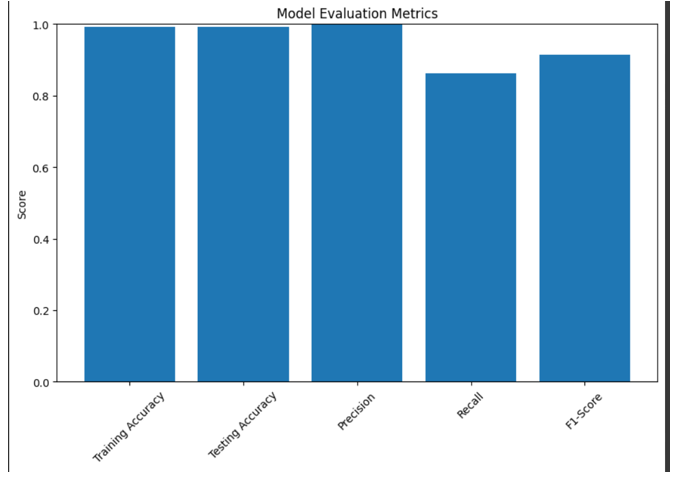 Model Evaluation Metrics
1.0
0.8
0.6
0.4
0.2
0.0
Score
Training Accuracy
Testing Accuracy
Precision
Recall
F1-Score